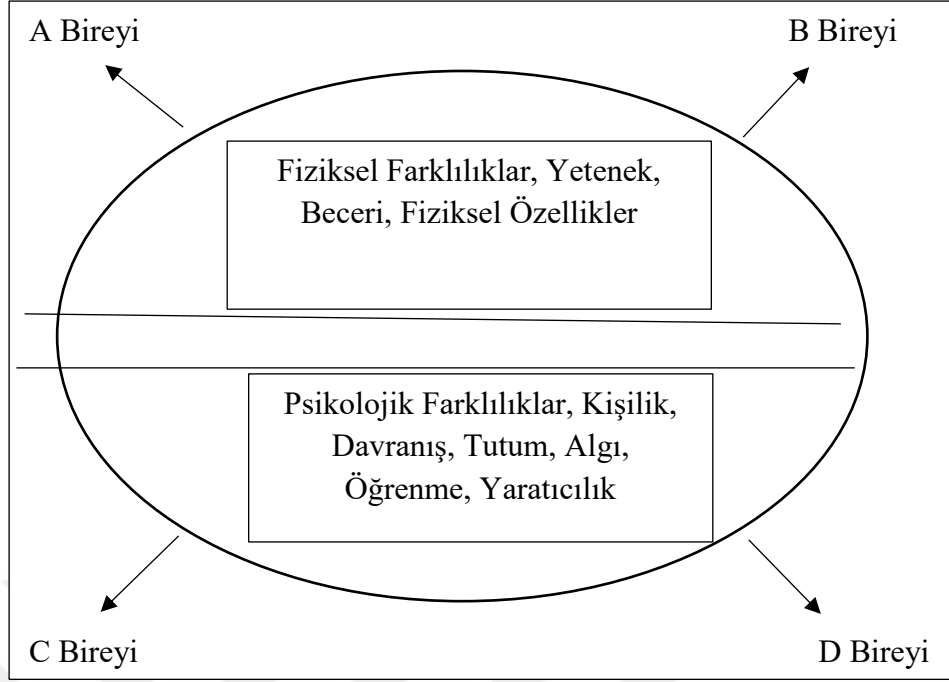 A Bireyi
B Bireyi
Fiziksel Farklılıklar, Yetenek,
Beceri, Fiziksel Özellikler
Psikolojik Farklılıklar, Kişilik,
Davranış, Tutum, Algı,
Öğrenme, Yaratıcılık
C Bireyi
D Bireyi